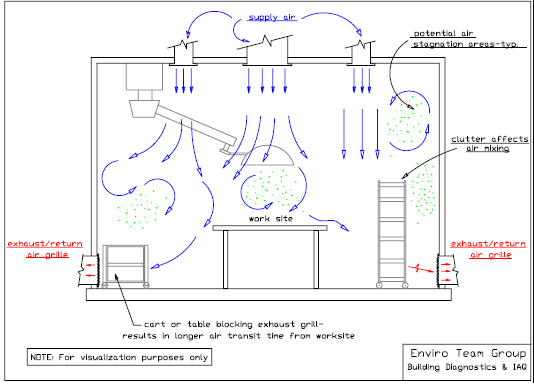 supply air
potential air
stagnation areas-typ.
clutter affects
air mixing
work site
exhaust/return
air grille
exhaust/return
air grille
cart or table blocking exhaust grill-
results in longer air transit time from worksite
NOTE: For visualization purposes only
Enviro Team Group
Building Diagnostics & IAQ